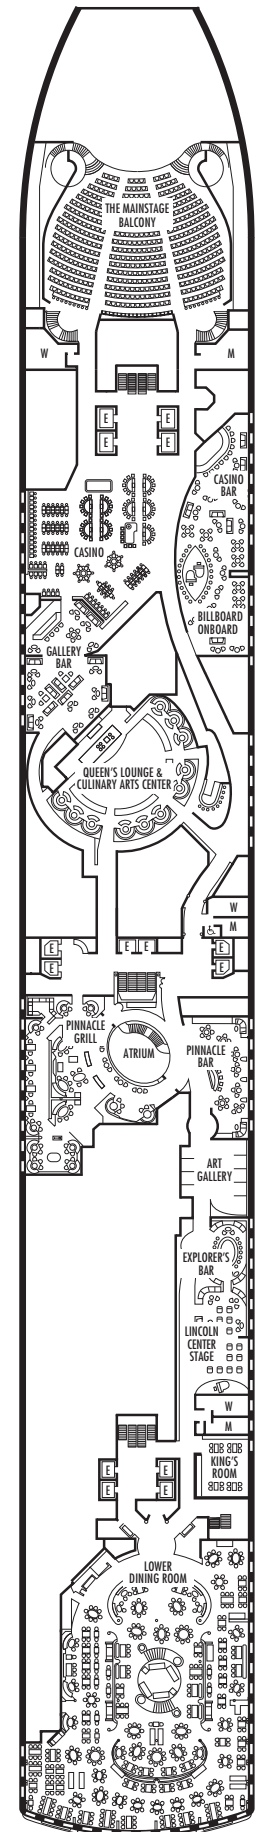 THE MAINSTAGE
BALCONY
W
M
E
E
E
E
CASINO
BAR
CASINO
BILLBOARD
ONBOARD
GALLERY
BAR
QUEEN'S LOUNGE &
CULINARY ARTS CENTER
W
M
E
E
E
E
E
E
PINNACLE
GRILL
ATRIUM
PINNACLE
BAR
ART
GALLERY
EXPLORER'S
BAR
LINCOLN
CENTER
STAGE
W
M
KING'S
ROOM
E
E
E
E
LOWER
DINING ROOM